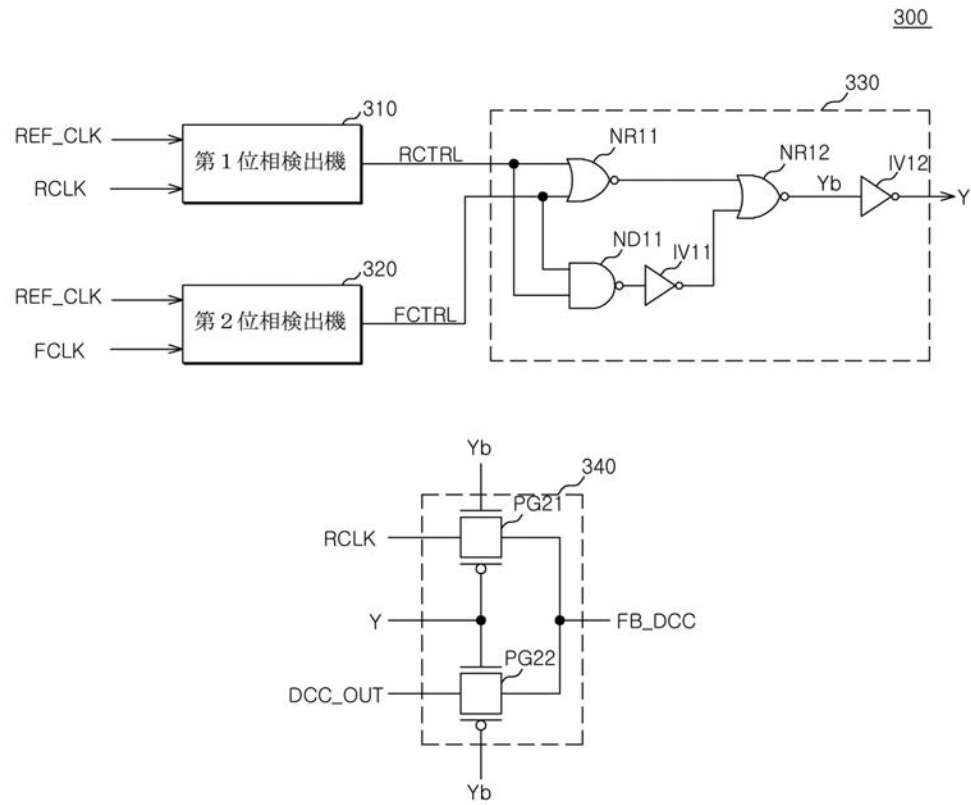 300
310
REF_CLK
RCLK
第1位相検出機
RCTRL
330
NR11
NR12
Yb
IV12
Y
ND11
IV11
320
REF_CLK
FCLK
第2位相検出機
FCTRL
Yb
340
PG21
RCLK
Y
FB_DCC
PG22
DCC_OUT
Yb